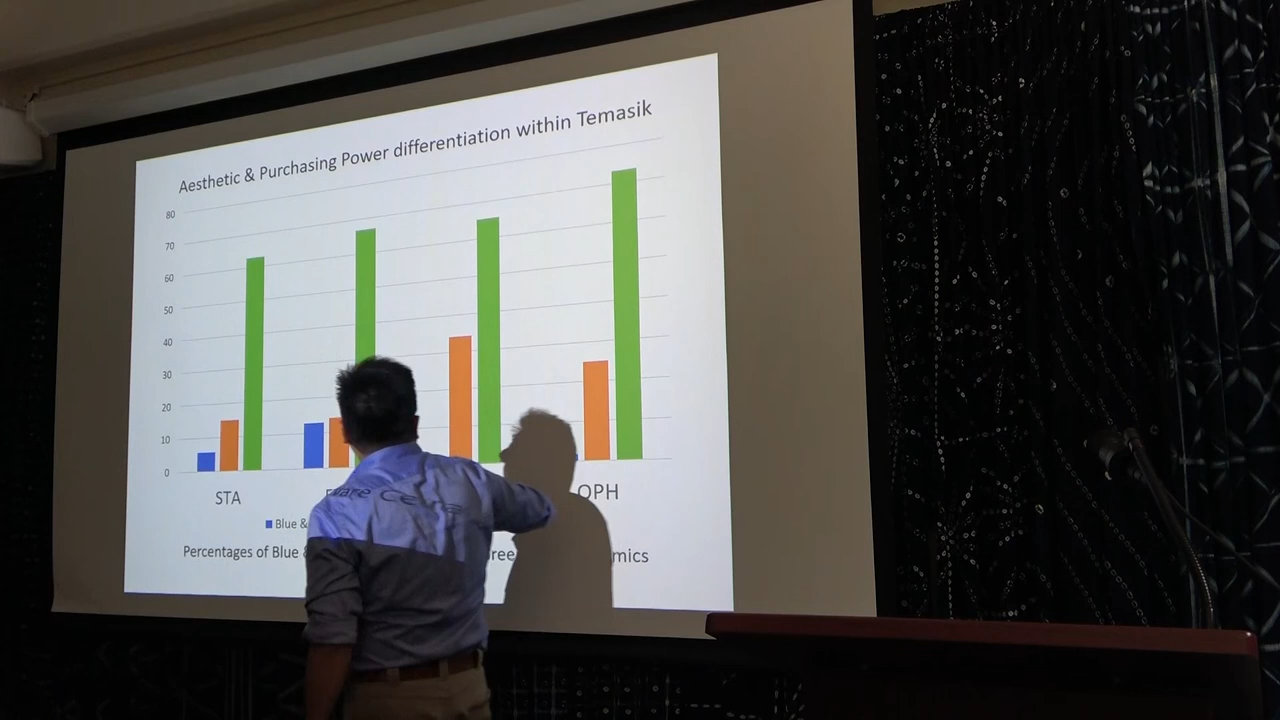 Aesthetic & Purchasing Power differentiation within Temasik
80
70
60
50
40
30
20
10
0
STA OPH
Blue &
Percentages of Blue